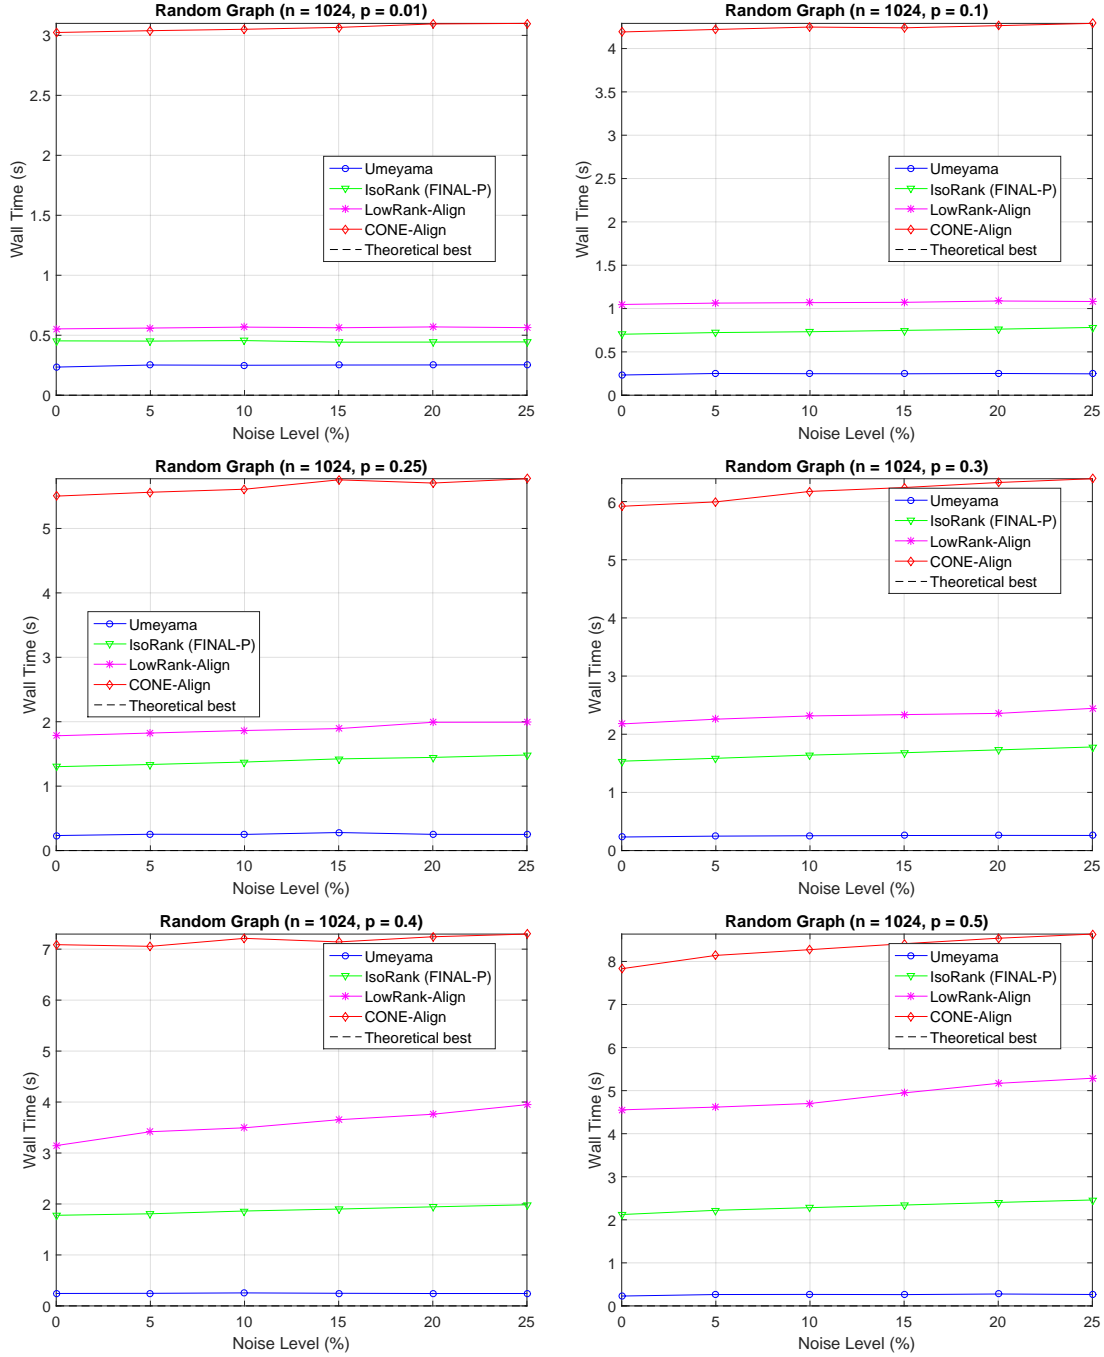 Random Graph (n = 1024, p = 0.01)
Wall Time (s)
3
2.5
2
1.5
1
0.5
0
Umeyama
IsoRank (FINAL-P)
LowRank-Align
CONE-Align
Theoretical best
0 5 10 15 20 25
Noise Level (%)
Random Graph (n = 1024, p = 0.1)
Wall Time (s)
4
3.5
3
2.5
2
1.5
1
0.5
0
Umeyama
IsoRank (FINAL-P)
LowRank-Align
CONE-Align
Theoretical best
0 5 10 15 20 25
Noise Level (%)
Random Graph (n = 1024, p = 0.25)
Wall Time (s)
5
4
3
2
1
0
Umeyama
IsoRank (FINAL-P)
LowRank-Align
CONE-Align
Theoretical best
0 5 10 15 20 25
Noise Level (%)
Random Graph (n = 1024, p = 0.3)
Wall Time (s)
6
5
4
3
2
1
0
Umeyama
IsoRank (FINAL-P)
LowRank-Align
CONE-Align
Theoretical best
0 5 10 15 20 25
Noise Level (%)
Random Graph (n = 1024, p = 0.4)
Wall Time (s)
7
6
5
4
3
2
1
0
Umeyama
IsoRank (FINAL-P)
LowRank-Align
CONE-Align
Theoretical best
0 5 10 15 20 25
Noise Level (%)
Random Graph (n = 1024, p = 0.5)
Wall Time (s)
8
7
6
5
4
3
2
1
0
Umeyama
IsoRank (FINAL-P)
LowRank-Align
CONE-Align
Theoretical best
0 5 10 15 20 25
Noise Level (%)